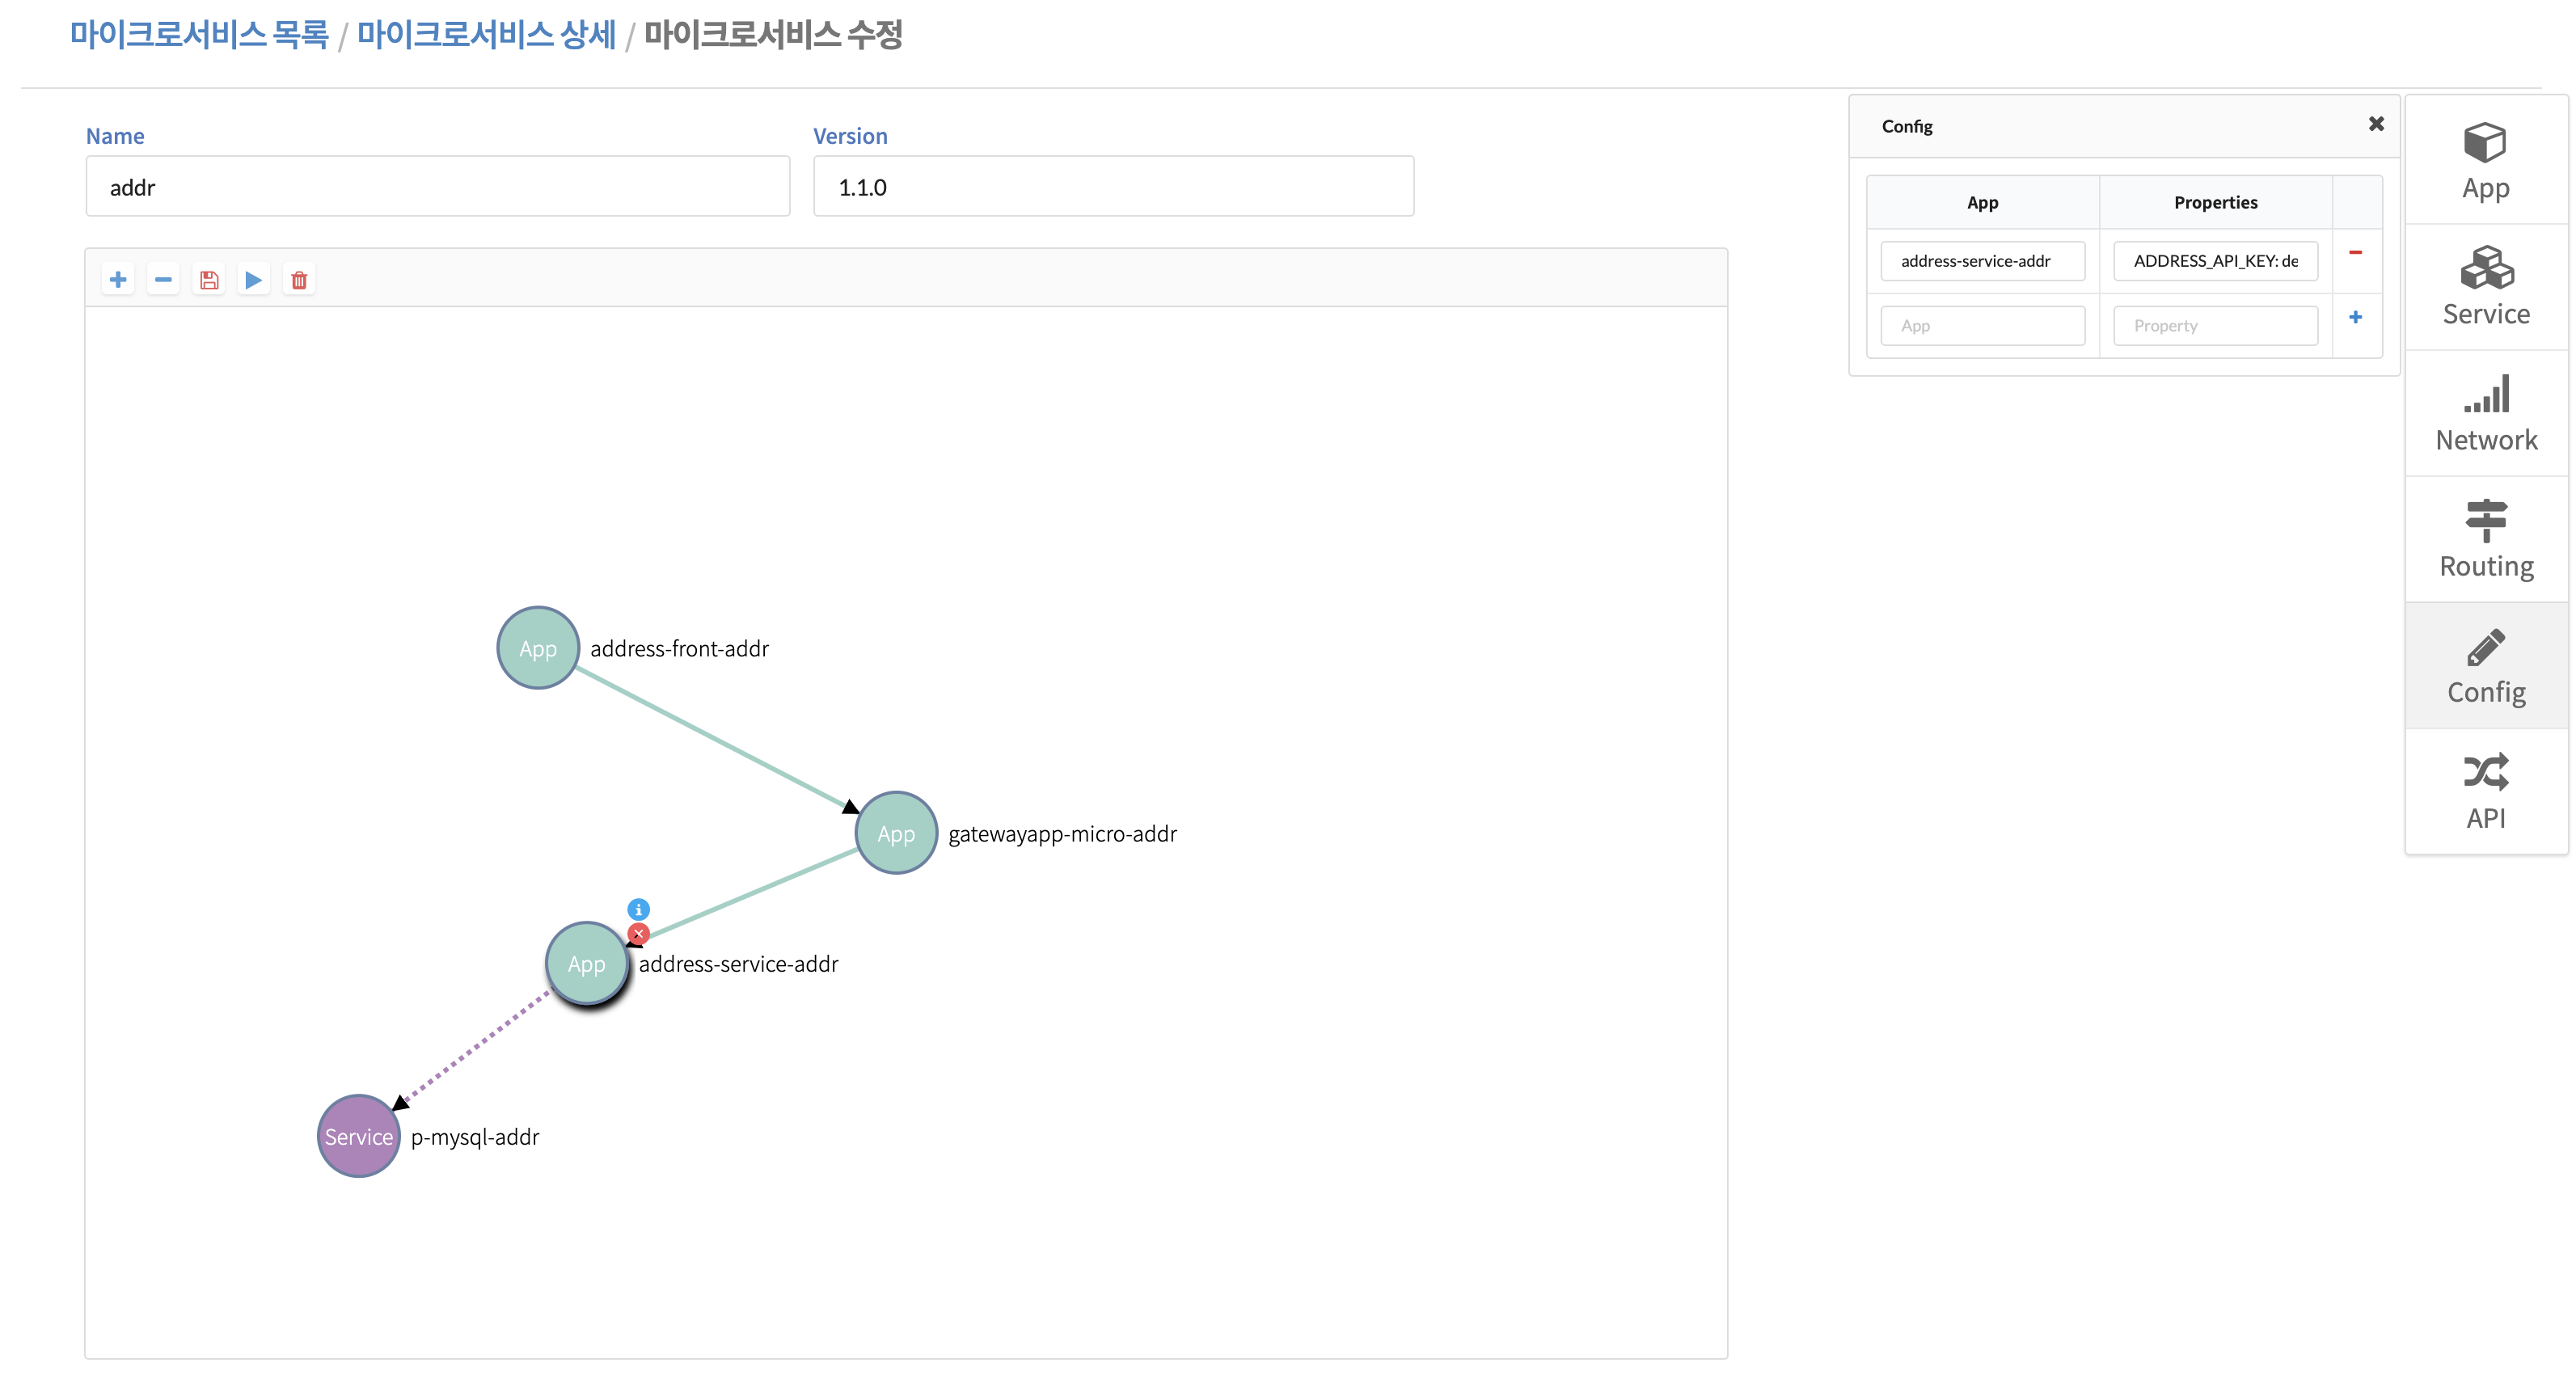 마이크로서비스 목록 / 마이크로서비스 상세 / 마이크로서비스 수정
Name
Version
addr
1.1.0
Config
App
Properties
address-service-addr
ADDRESS_API_KEY: de
App
Property
App
Service
Network
Routing
Config
API
App
address-front-addr
App
gatewayapp-micro-addr
App
address-service-addr
Service
p-mysql-addr